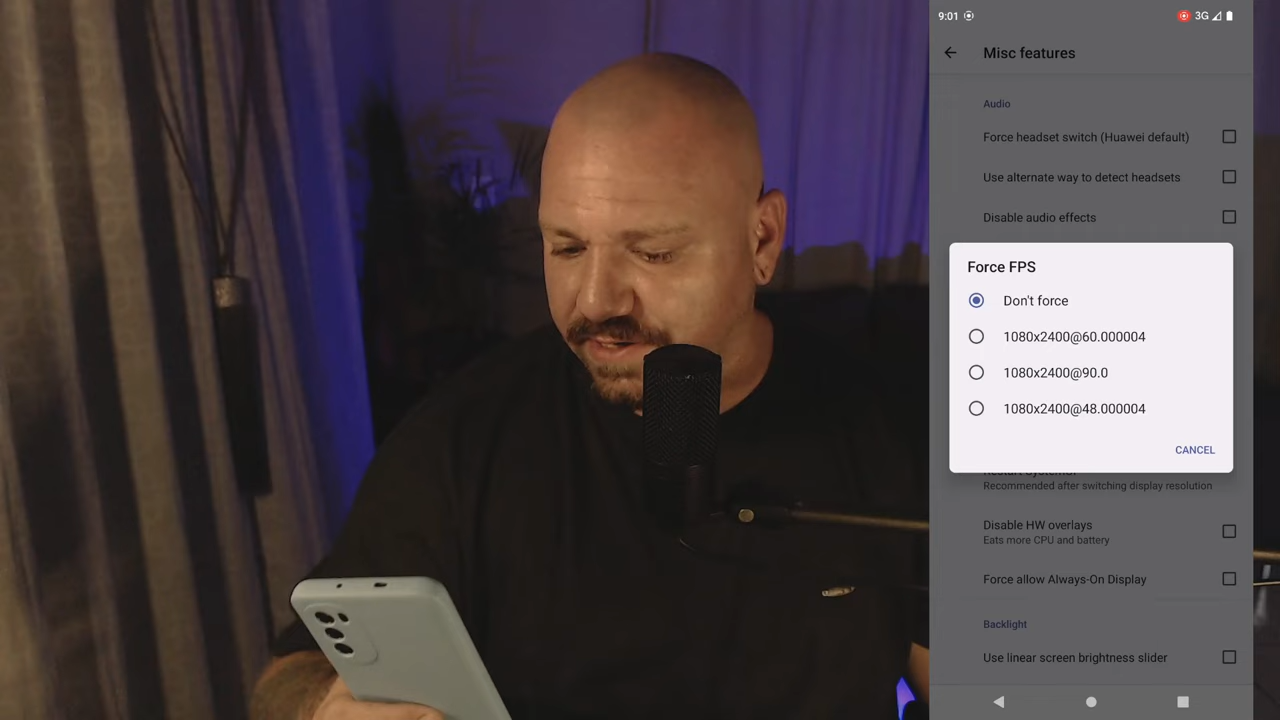 9:01
3G
Misc features
Audio
Force headset switch (Huawei default)
Use alternate way to detect headsets
Disable audio effects
Force FPS
Don't force
1080x2400@60.000004
1080x2400@90.0
1080x2400@48.000004
CANCEL
Restart SystemUI
Recommended after switching display resolution
Disable HW overlays
Eats more CPU and battery
Force allow Always-On Display
Backlight
Use linear screen brightness slider